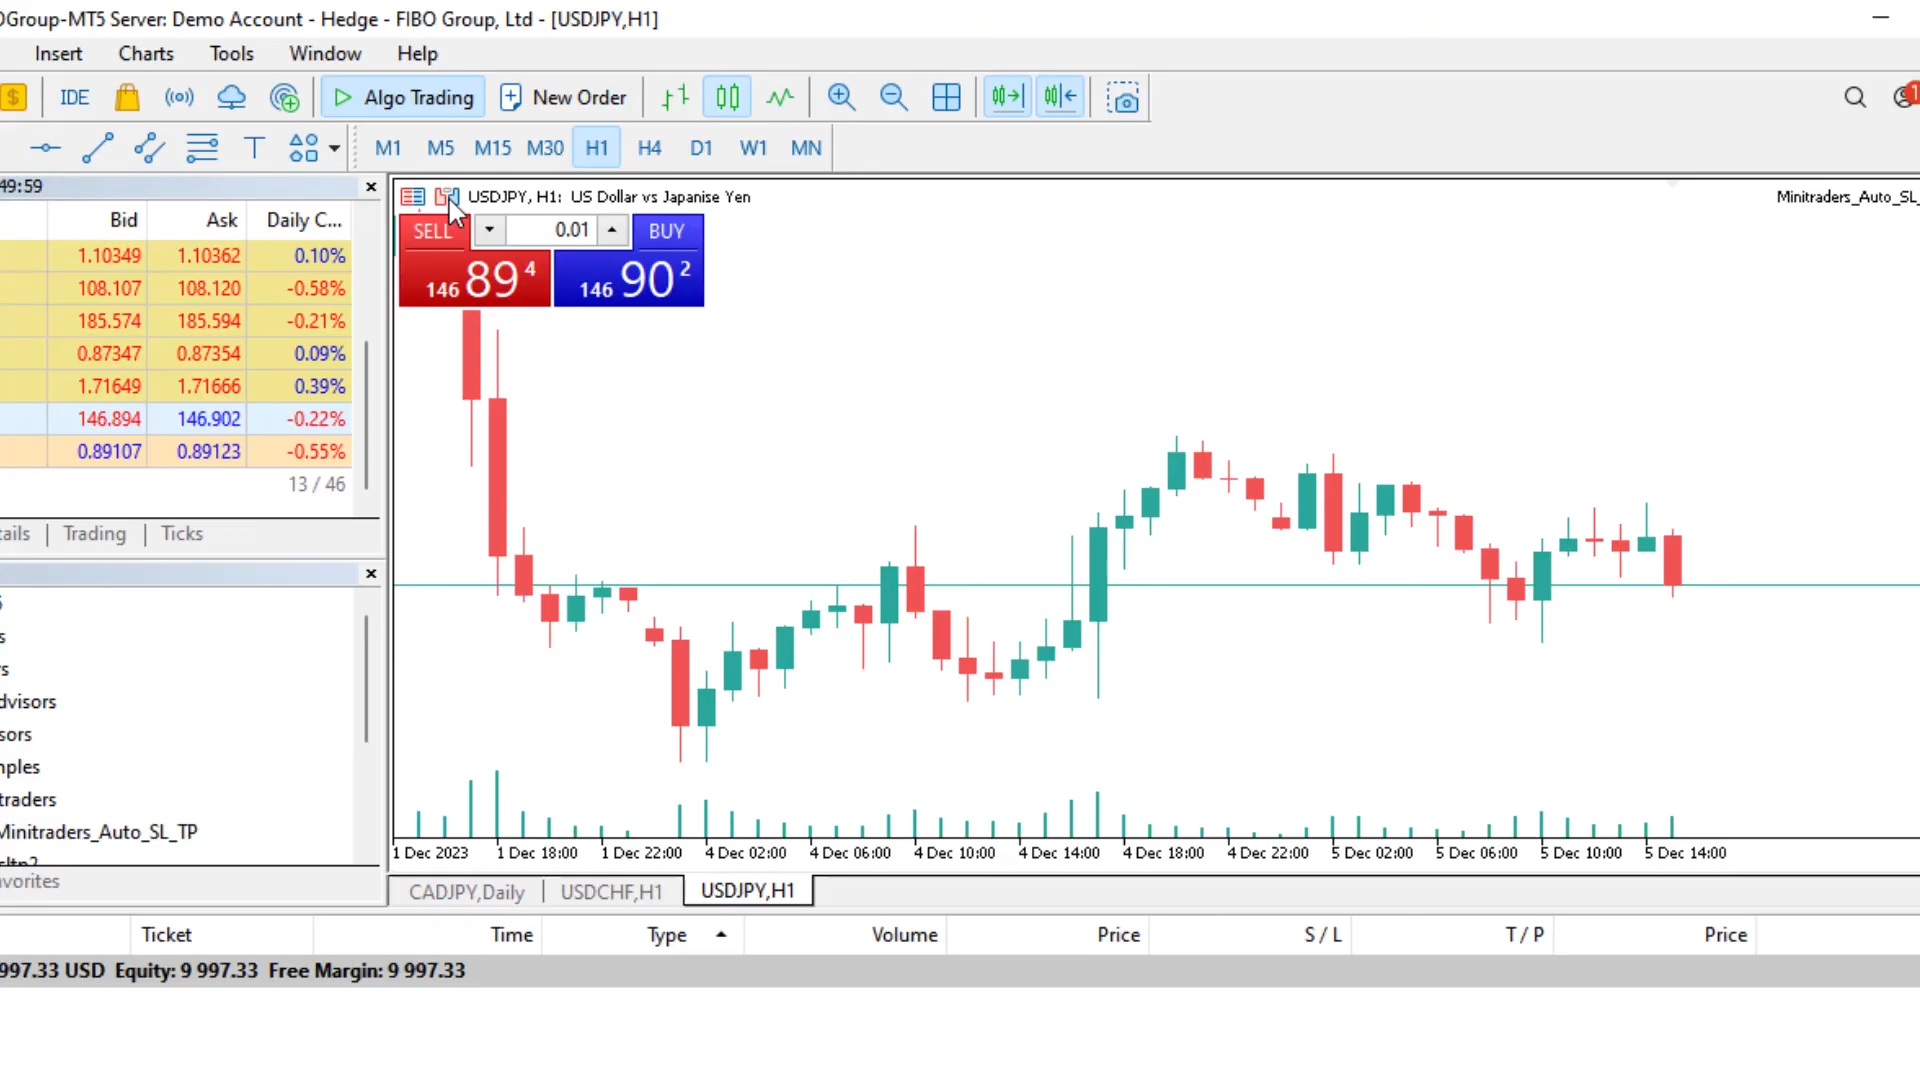 OGroup-MT5 Server: Demo Account - Hedge - FIBO Group, Ltd - [USDJPY,H1]
Insert Charts Tools Window Help
$ IDE Algo Trading New Order 1
T M1 M5 M15 M30 H1 H4 D1 W1 MN
49:59
USDJPY, H1: US Dollar vs Japanise Yen
Minitraders_Auto_SL_
Bid Ask Daily C...
SELL 0.01 BUY
146 89 4 146 90 2
1.10349 1.10362 0.10%
108.107 108.120 -0.58%
185.574 185.594 -0.21%
0.87347 0.87354 0.09%
1.71649 1.71666 0.39%
146.894 146.902 -0.22%
0.89107 0.89123 -0.55%
13 / 46
tails Trading Ticks
s
rs
dvisors
sors
mples
traders
Minitraders_Auto_SL_TP
sltp2
avorites
1 Dec 2023 1 Dec 18:00 1 Dec 22:00 4 Dec 02:00 4 Dec 06:00 4 Dec 10:00 4 Dec 14:00 4 Dec 18:00 4 Dec 22:00 5 Dec 02:00 5 Dec 06:00 5 Dec 10:00 5 Dec 14:00
CADJPY,Daily USDCHF,H1 USDJPY,H1
Ticket Time Type Volume Price S / L T / P Price
997.33 USD Equity: 9 997.33 Free Margin: 9 997.33